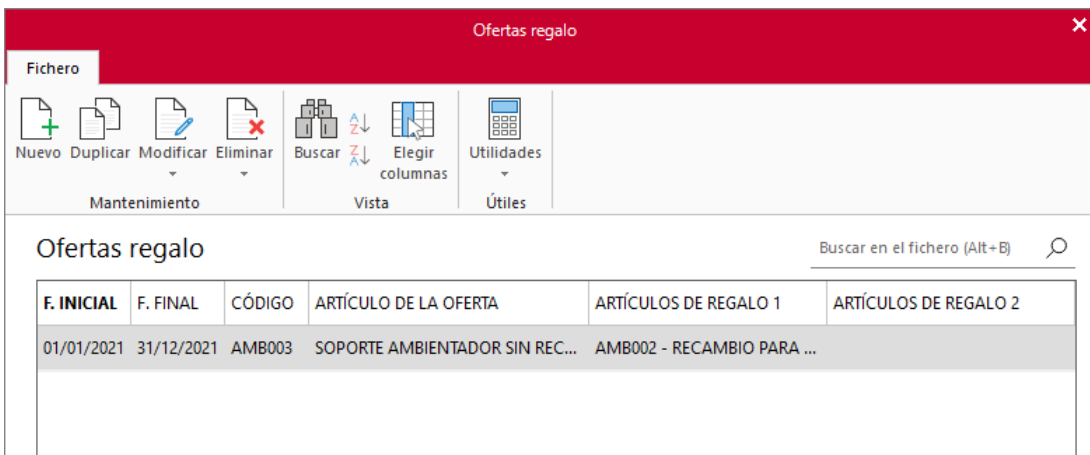 Ofertas regalo
Fichero
Nuevo Duplicar Modificar Eliminar Buscar Elegir columnas Utilidades
Mantenimiento Vista Útiles
Ofertas regalo Buscar en el fichero (Alt+B)
F. INICIAL F. FINAL CÓDIGO ARTÍCULO DE LA OFERTA ARTÍCULOS DE REGALO 1 ARTÍCULOS DE REGALO 2
01/01/2021 31/12/2021 AMB003 SOPORTE AMBIENTADOR SIN REC... AMB002 - RECAMBIO PARA ...